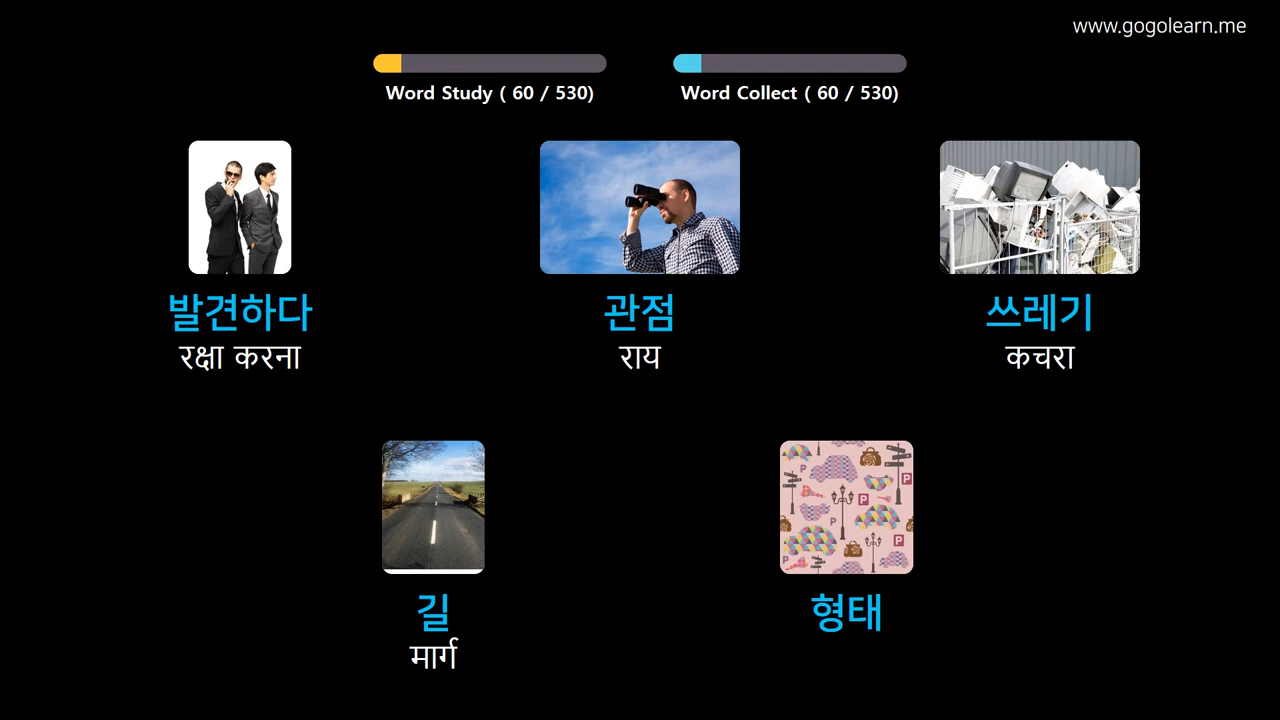 www.gogolearn.me
Word Study ( 60 / 530)
Word Collect ( 60 / 530)
발견하다
रक्षा करना
관점
राय
쓰레기
कचरा
길
मार्ग
형태